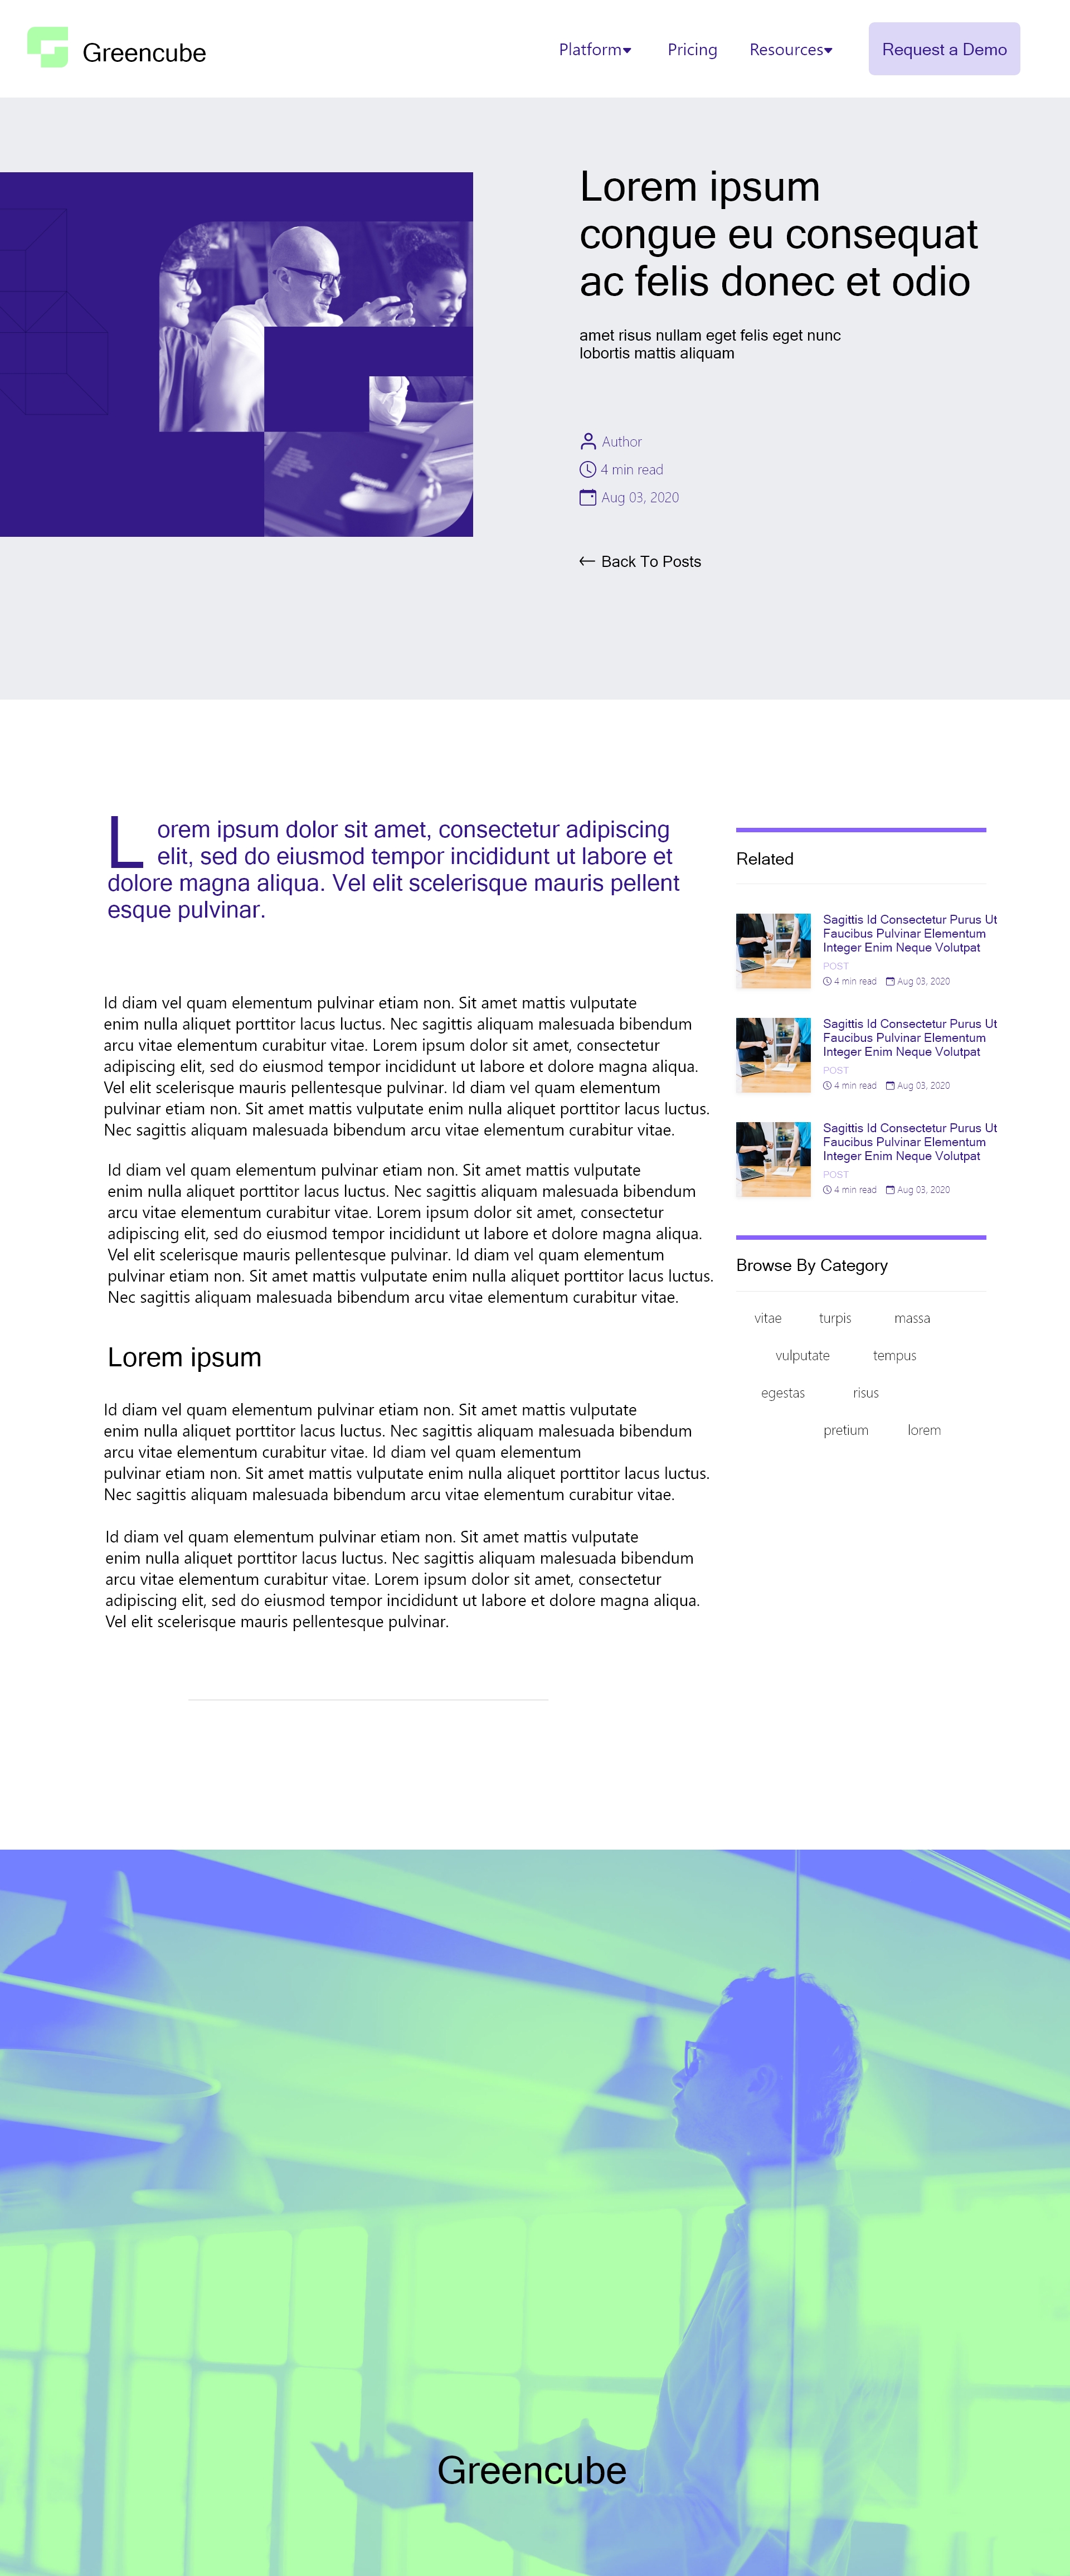 Greencube
Platform
Pricing
Resources
Request a Demo
Lorem ipsum
congue eu consequat
ac felis donec et odio
amet risus nullam eget felis eget nunc
lobortis mattis aliquam
Author
4 min read
Aug 03, 2020
Back To Posts
Lorem ipsum dolor sit amet, consectetur adipiscing
elit, sed do eiusmod tempor incididunt ut labore et
dolore magna aliqua. Vel elit scelerisque mauris pellent
esque pulvinar.
Id diam vel quam elementum pulvinar etiam non. Sit amet mattis vulputate
enim nulla aliquet porttitor lacus luctus. Nec sagittis aliquam malesuada bibendum
arcu vitae elementum curabitur vitae. Lorem ipsum dolor sit amet, consectetur
adipiscing elit, sed do eiusmod tempor incididunt ut labore et dolore magna aliqua.
Vel elit scelerisque mauris pellentesque pulvinar. Id diam vel quam elementum
pulvinar etiam non. Sit amet mattis vulputate enim nulla aliquet porttitor lacus luctus.
Nec sagittis aliquam malesuada bibendum arcu vitae elementum curabitur vitae.
Id diam vel quam elementum pulvinar etiam non. Sit amet mattis vulputate
enim nulla aliquet porttitor lacus luctus. Nec sagittis aliquam malesuada bibendum
arcu vitae elementum curabitur vitae. Lorem ipsum dolor sit amet, consectetur
adipiscing elit, sed do eiusmod tempor incididunt ut labore et dolore magna aliqua.
Vel elit scelerisque mauris pellentesque pulvinar. Id diam vel quam elementum
pulvinar etiam non. Sit amet mattis vulputate enim nulla aliquet porttitor lacus luctus.
Nec sagittis aliquam malesuada bibendum arcu vitae elementum curabitur vitae.
Lorem ipsum
Id diam vel quam elementum pulvinar etiam non. Sit amet mattis vulputate
enim nulla aliquet porttitor lacus luctus. Nec sagittis aliquam malesuada bibendum
arcu vitae elementum curabitur vitae. Id diam vel quam elementum
pulvinar etiam non. Sit amet mattis vulputate enim nulla aliquet porttitor lacus luctus.
Nec sagittis aliquam malesuada bibendum arcu vitae elementum curabitur vitae.
Id diam vel quam elementum pulvinar etiam non. Sit amet mattis vulputate
enim nulla aliquet porttitor lacus luctus. Nec sagittis aliquam malesuada bibendum
arcu vitae elementum curabitur vitae. Lorem ipsum dolor sit amet, consectetur
adipiscing elit, sed do eiusmod tempor incididunt ut labore et dolore magna aliqua.
Vel elit scelerisque mauris pellentesque pulvinar.
Related
Sagittis Id Consectetur Purus Ut
Faucibus Pulvinar Elementum
Integer Enim Neque Volutpat
POST
4 min read Aug 03, 2020
Sagittis Id Consectetur Purus Ut
Faucibus Pulvinar Elementum
Integer Enim Neque Volutpat
POST
4 min read Aug 03, 2020
Sagittis Id Consectetur Purus Ut
Faucibus Pulvinar Elementum
Integer Enim Neque Volutpat
POST
4 min read Aug 03, 2020
Browse By Category
vitae turpis massa
vulputate tempus
egestas risus
pretium lorem
Greencube